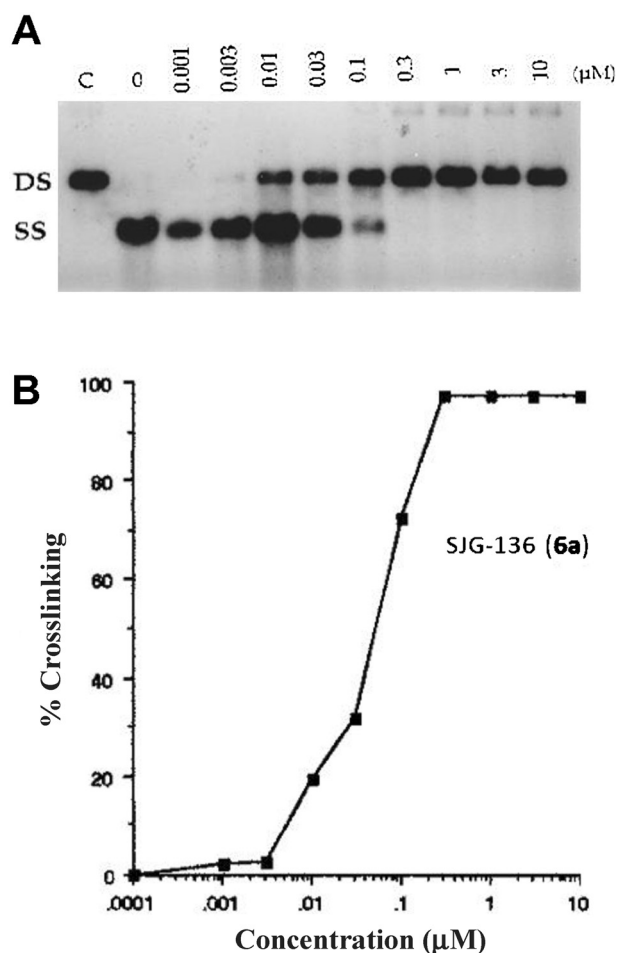 A
C 0 0.001 0.003 0.01 0.03 0.1 0.3 1 3 10 (μM)
DS
SS
B
100
80
60
40
20
0
% Crosslinking
SJG-136 (6a)
.0001 .001 .01 .1 1 10
Concentration (μM)